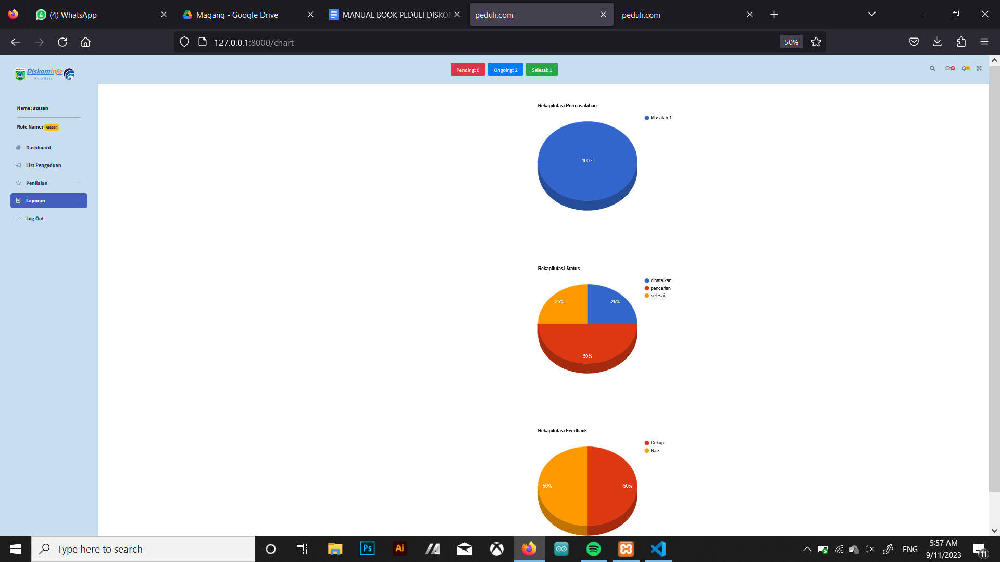 (4) WhatsApp
Magang - Google Drive
MANUAL BOOK PEDULI DISKO
peduli.com
peduli.com
127.0.0.1:8000/chart
50%
Diskominfo
Kota Batu
Pending: 0
Ongoing: 2
Selesai: 1
Name: atasan
Role Name: Atasan
Dashboard
List Pengaduan
Penilaian
Laporan
Log Out
Rekapilutasi Permasalahan
Masalah 1
100%
Rekapilutasi Status
dibatalkan
pencarian
selesai
25%
25%
50%
Rekapilutasi Feedback
Cukup
Baik
50%
50%
Type here to search
Ps
Ai
ENG
5:57 AM
9/11/2023
11